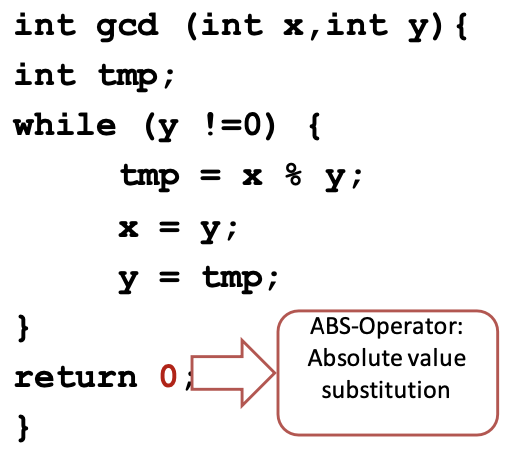 int gcd (int x,int y){
int tmp;
while (y !=0) {
tmp = x % y;
x = y;
y = tmp;
}
return 0;
}
ABS-Operator:
Absolute value
substitution